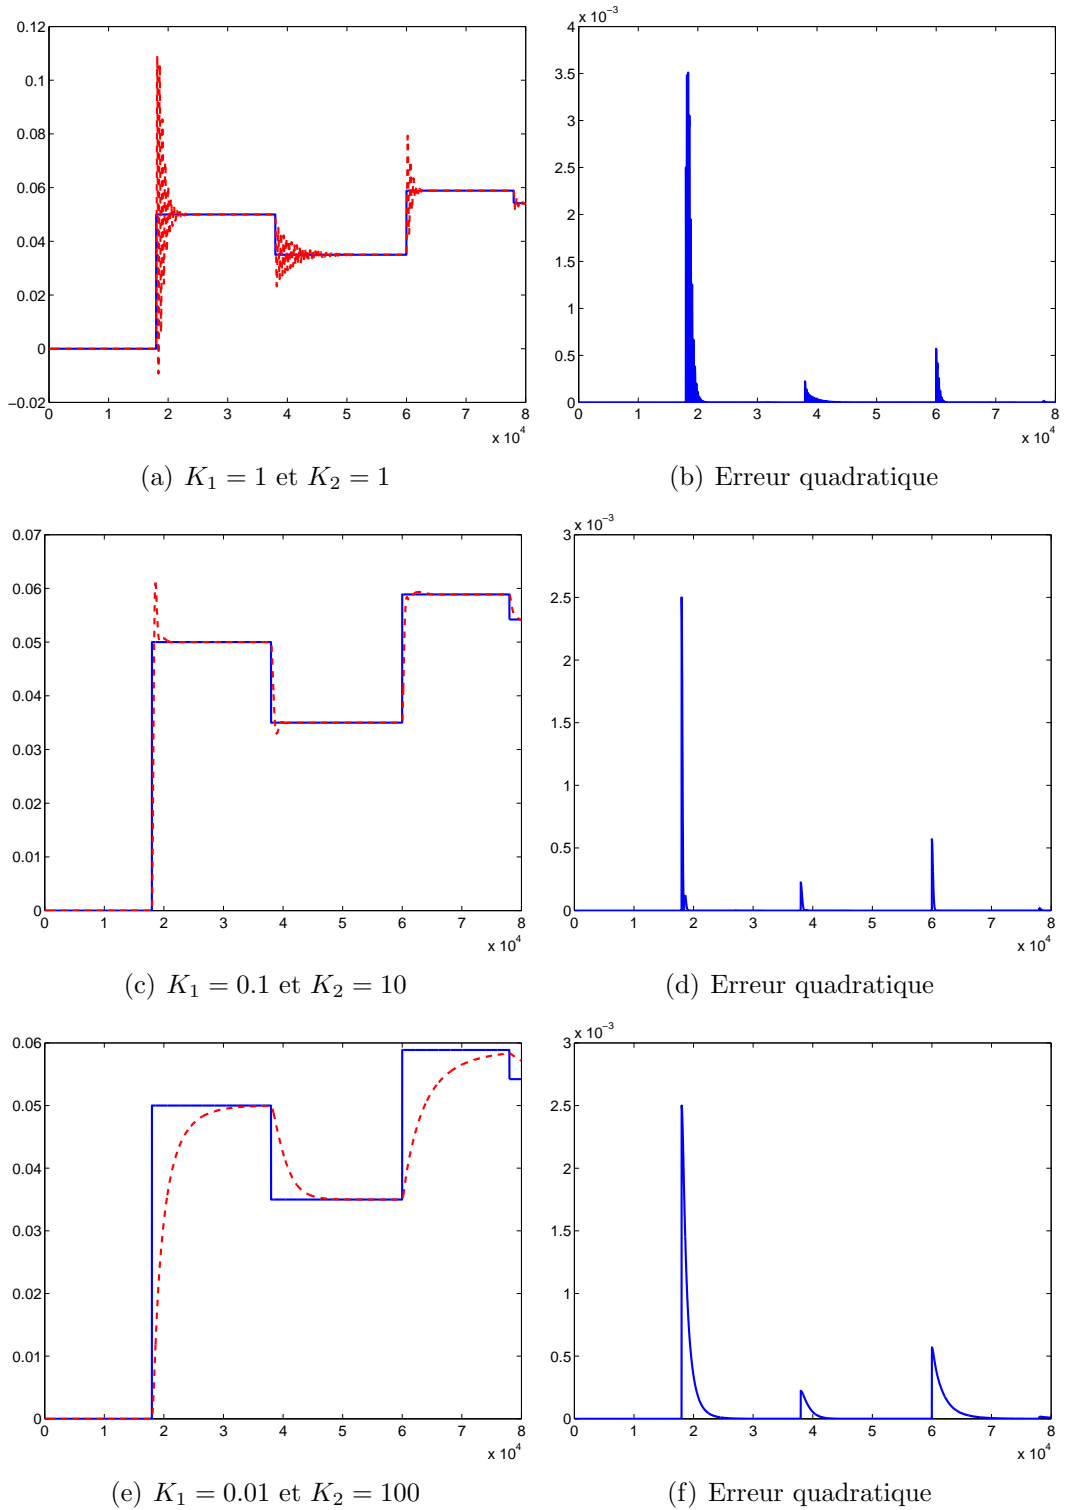 0.12
0.1
0.08
0.06
0.04
0.02
0
−0.02
0 1 2 3 4 5 6 7 8
x 10^4
(a) K₁ = 1 et K₂ = 1
x 10^−3
4
3.5
3
2.5
2
1.5
1
0.5
0
0 1 2 3 4 5 6 7 8
x 10^4
(b) Erreur quadratique
0.07
0.06
0.05
0.04
0.03
0.02
0.01
0
0 1 2 3 4 5 6 7 8
x 10^4
(c) K₁ = 0.1 et K₂ = 10
x 10^−3
3
2.5
2
1.5
1
0.5
0
0 1 2 3 4 5 6 7 8
x 10^4
(d) Erreur quadratique
0.06
0.05
0.04
0.03
0.02
0.01
0
0 1 2 3 4 5 6 7 8
x 10^4
(e) K₁ = 0.01 et K₂ = 100
x 10^−3
3
2.5
2
1.5
1
0.5
0
0 1 2 3 4 5 6 7 8
x 10^4
(f) Erreur quadratique